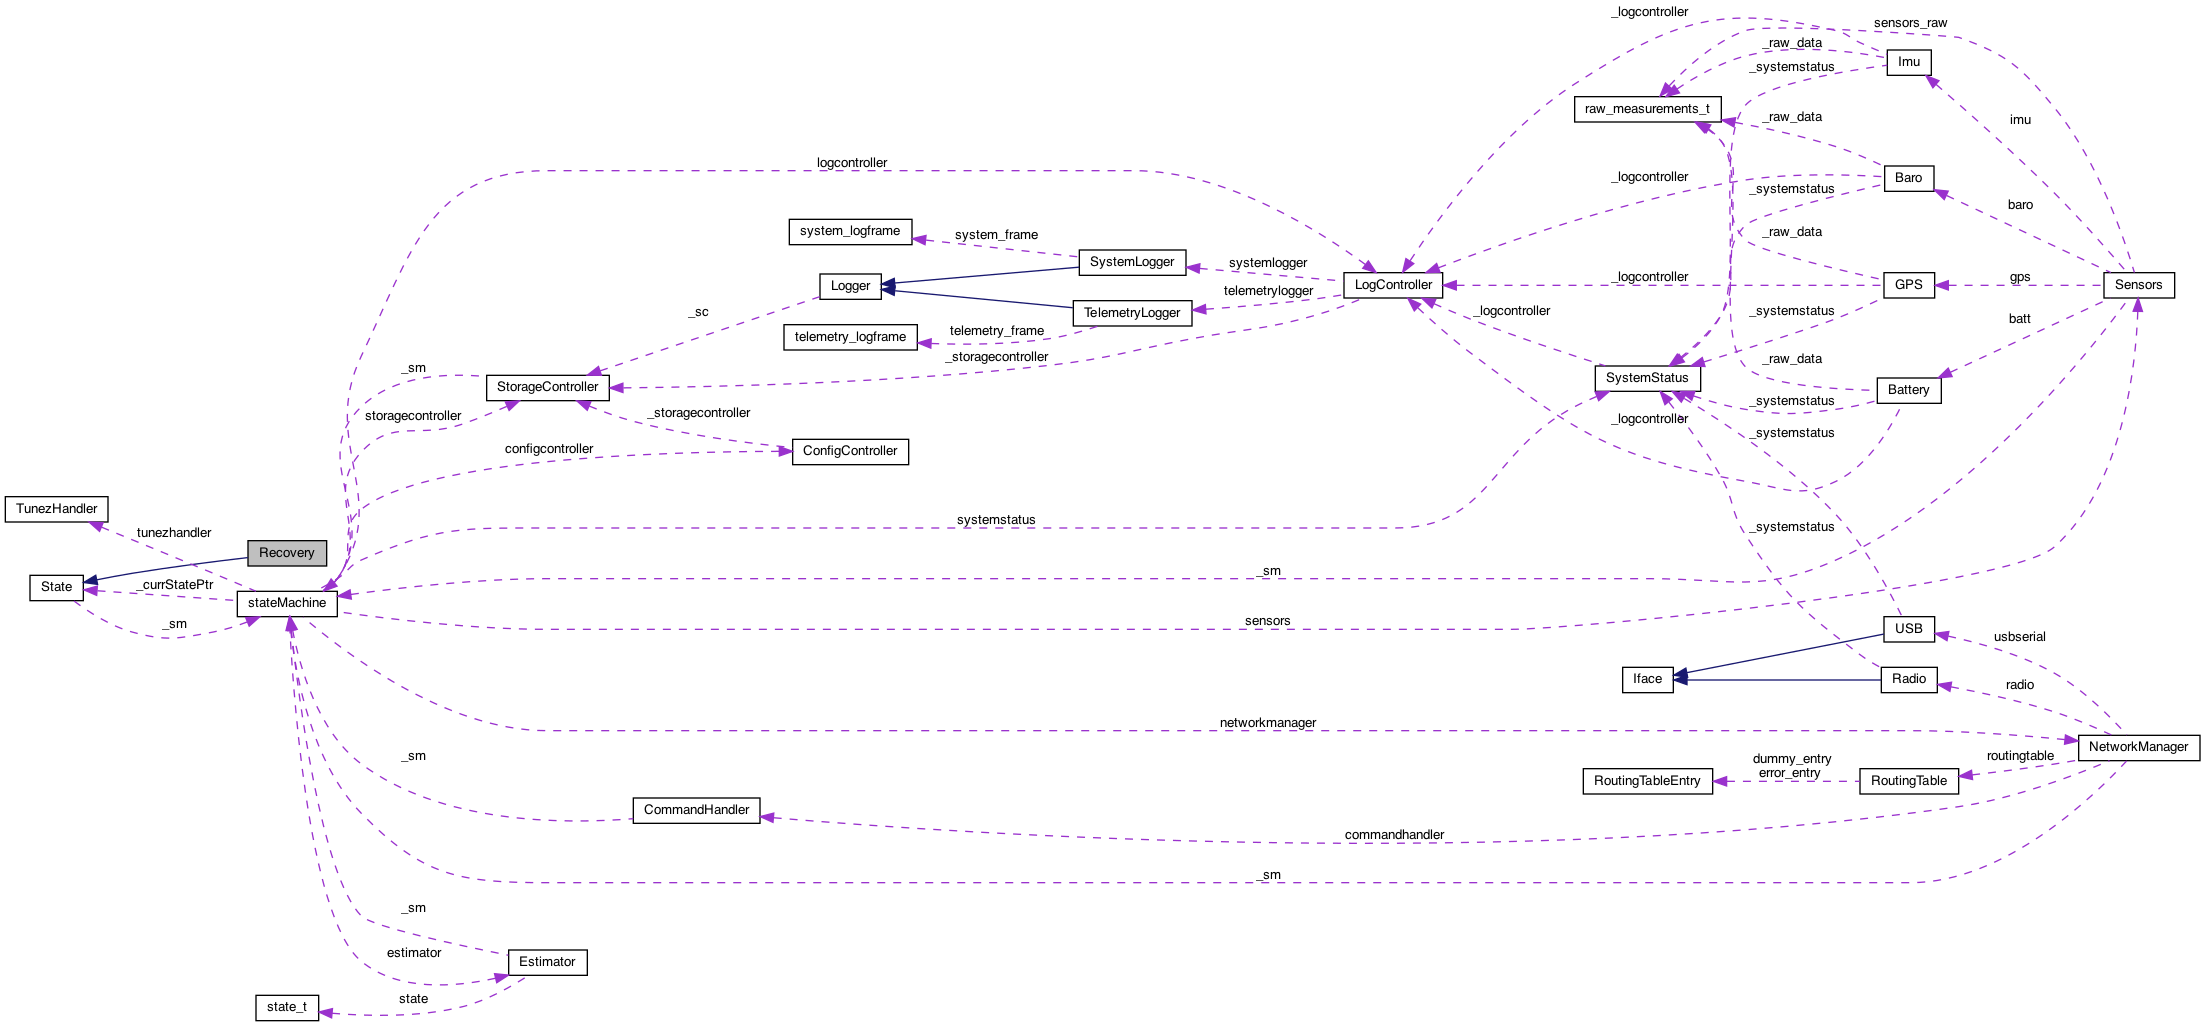 _logcontroller
sensors_raw
_raw_data
Imu
_systemstatus
raw_measurements_t
_raw_data
imu
logcontroller
_logcontroller
Baro
_systemstatus
baro
system_logframe
system_frame
_raw_data
SystemLogger
systemlogger
_logcontroller
gps
Logger
LogController
GPS
Sensors
telemetrylogger
_sc
TelemetryLogger
_logcontroller
_systemstatus
batt
telemetry_logframe
telemetry_frame
_storagecontroller
_raw_data
_sm
StorageController
SystemStatus
Battery
storagecontroller
_storagecontroller
_systemstatus
_logcontroller
_systemstatus
configcontroller
ConfigController
TunezHandler
tunezhandler
systemstatus
_systemstatus
Recovery
State
_currStatePtr
_sm
stateMachine
_sm
sensors
USB
usbserial
Iface
Radio
radio
networkmanager
NetworkManager
_sm
dummy_entry
error_entry
routingtable
RoutingTableEntry
RoutingTable
CommandHandler
commandhandler
_sm
_sm
estimator
Estimator
state_t
state